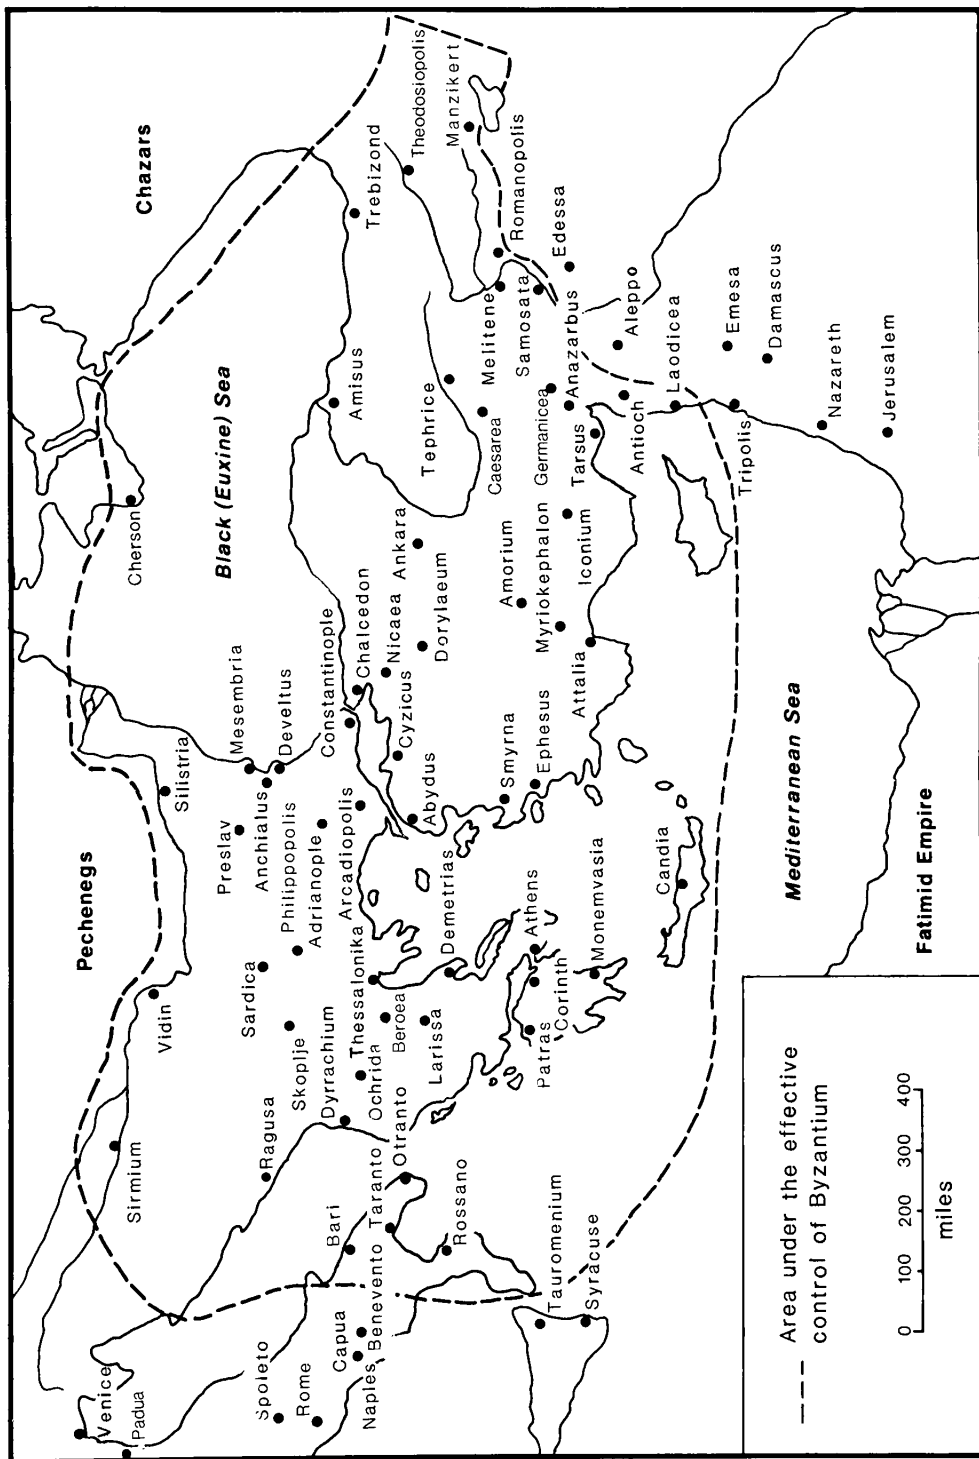 Chazars
Pechenegs
Black (Euxine) Sea
Cherson
Venice
Padua
Sirmium
Vidin
Silistria
Preslav
Mesembria
Anchialus
Develtus
Spoleto
Rome
Ragusa
Sardica
Skoplje
Philippopolis
Adrianople
Arcadiopolis
Constantinople
Chalcedon
Nicaea
Cyzicus
Abydus
Ankara
Dorylaeum
Amisus
Trebizond
Theodosiopolis
Manzikert
Romanopolis
Tephrice
Melitene
Caesarea
Samosata
Edessa
Germanicea
Anazarbus
Tarsus
Capua
Benevento
Naples
Bari
Taranto
Otranto
Rossano
Dyrrachium
Ochrida
Thessalonika
Beroea
Larissa
Demetrias
Patras
Corinth
Athens
Monemvasia
Smyrna
Ephesus
Amorium
Myriokephalon
Iconium
Attalia
Antioch
Aleppo
Laodicea
Emesa
Tripolis
Damascus
Nazareth
Jerusalem
Tauromenium
Syracuse
Candia
Mediterranean Sea
Fatimid Empire
Area under the effective
control of Byzantium
0 100 200 300 400
miles